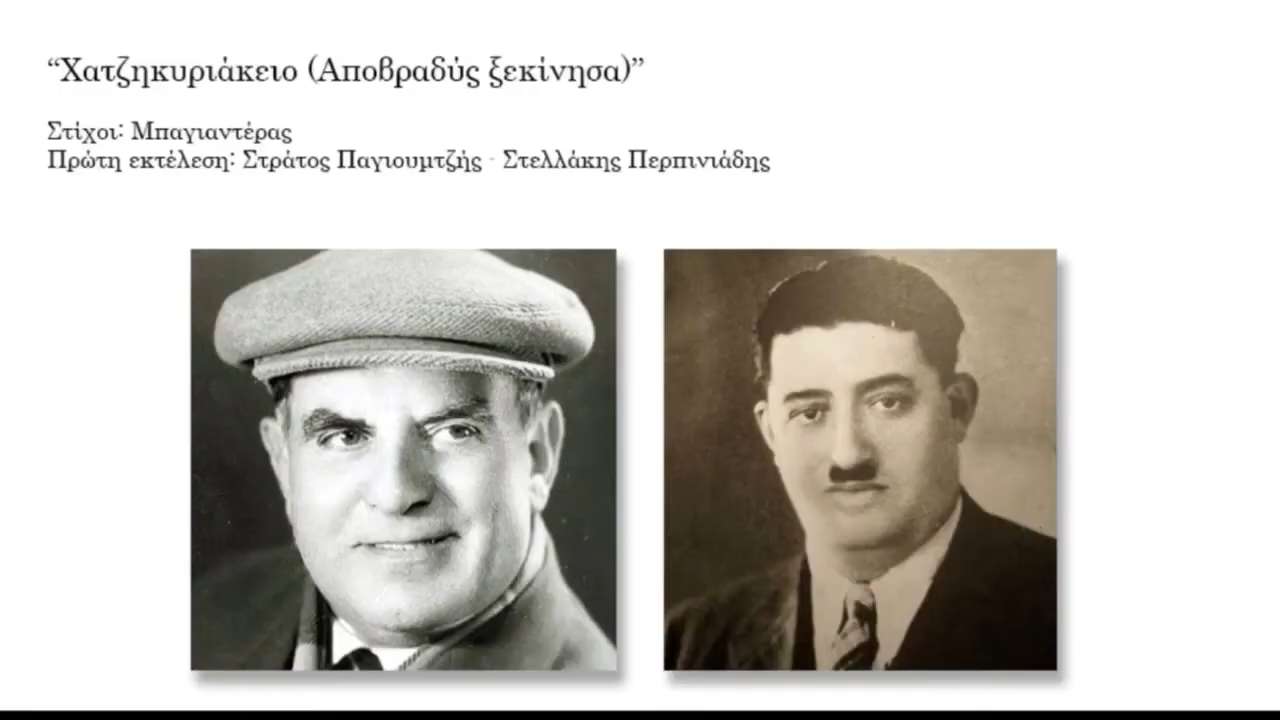 “Χατζηκυριάκειο (Αποβραδύς ξεκίνησα)”
Στίχοι: Μπαγιαντέρας
Πρώτη εκτέλεση: Στράτος Παγιουμτζής - Στελλάκης Περπινιάδης